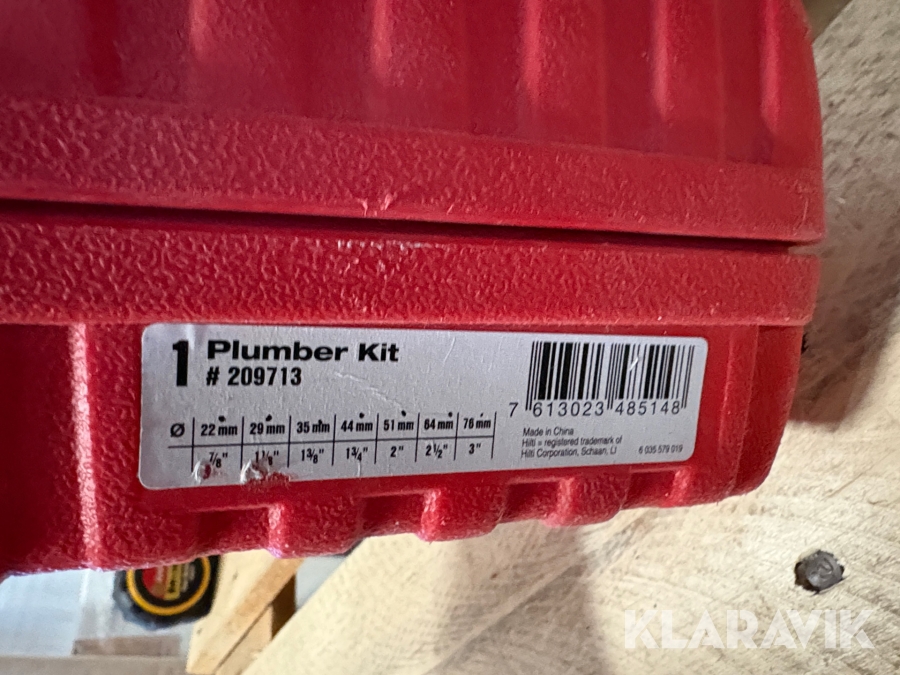 1 Plumber Kit
# 209713
Ø 22 mm 29 mm 35 mm 44 mm 51 mm 64 mm 76 mm
7/8" 1 1/8" 1 3/8" 1 3/4" 2" 2 1/2" 3"
7 613023 485148
Made in China
Hilti = registered trademark of
Hilti Corporation, Schaan, LI 6 035 579 019
KLARAVIK